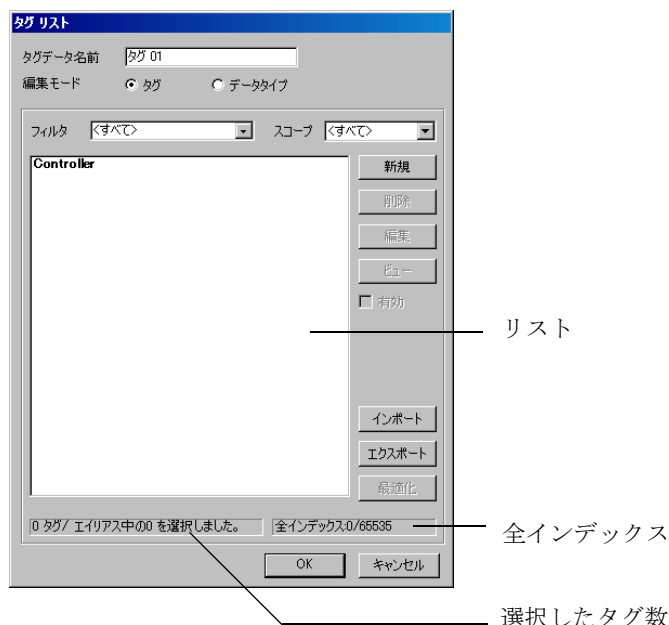 タグ リスト
タグデータ名前 タグ 01
編集モード タグ データタイプ
フィルタ <すべて> スコープ <すべて>
Controller
新規
削除
編集
ビュー
有効
リスト
インポート
エクスポート
最適化
0 タグ/ エイリアス中の0 を選択しました。 全インデックス:0/65535
全インデックス
OK キャンセル
選択したタグ数